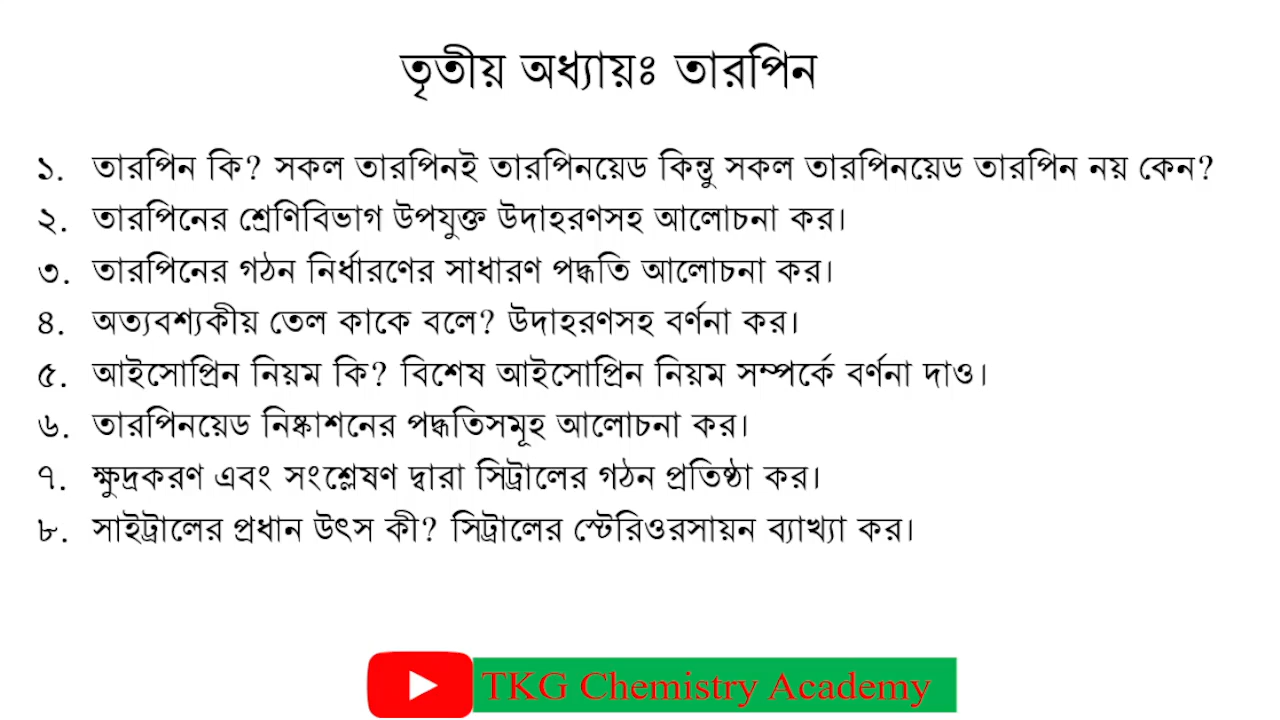 তৃতীয় অধ্যায়ঃ তারপিন
১. তারপিন কি? সকল তারপিনই তারপিনয়েড কিন্তু সকল তারপিনয়েড তারপিন নয় কেন?
২. তারপিনের শ্রেণিবিভাগ উপযুক্ত উদাহরণসহ আলোচনা কর।
৩. তারপিনের গঠন নির্ধারণের সাধারণ পদ্ধতি আলোচনা কর।
৪. অত্যবশ্যকীয় তেল কাকে বলে? উদাহরণসহ বর্ণনা কর।
৫. আইসোপ্রিন নিয়ম কি? বিশেষ আইসোপ্রিন নিয়ম সম্পর্কে বর্ণনা দাও।
৬. তারপিনয়েড নিষ্কাশনের পদ্ধতিসমূহ আলোচনা কর।
৭. ক্ষুদ্রকরণ এবং সংশ্লেষণ দ্বারা সিট্রালের গঠন প্রতিষ্ঠা কর।
৮. সাইট্রালের প্রধান উৎস কী? সিট্রালের স্টেরিওরসায়ন ব্যাখ্যা কর।
TKG Chemistry Academy